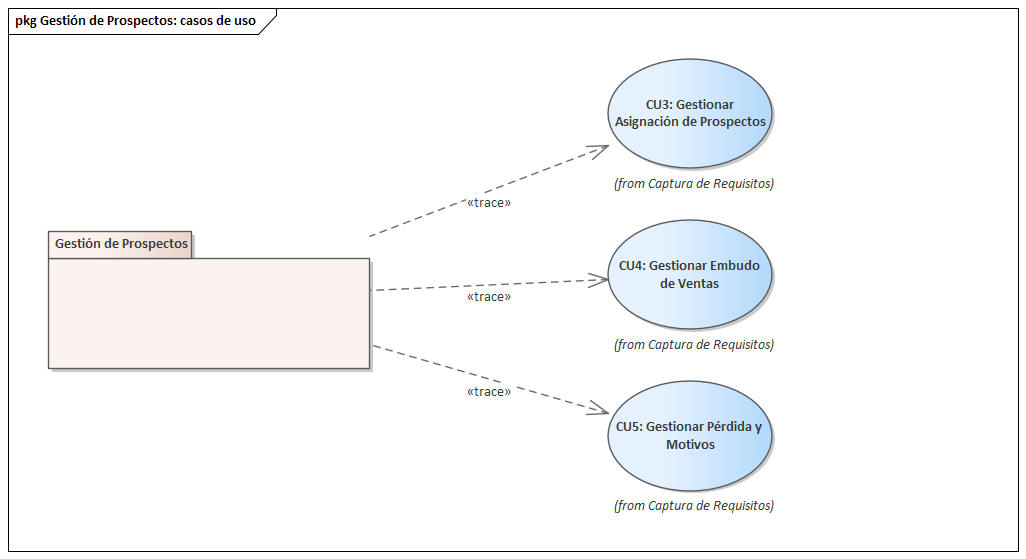 pkg Gestión de Prospectos: casos de uso
CU3: Gestionar
Asignación de Prospectos
(from Captura de Requisitos)
«trace»
Gestión de Prospectos
CU4: Gestionar Embudo
de Ventas
«trace»
(from Captura de Requisitos)
«trace»
CU5: Gestionar Pérdida y
Motivos
(from Captura de Requisitos)